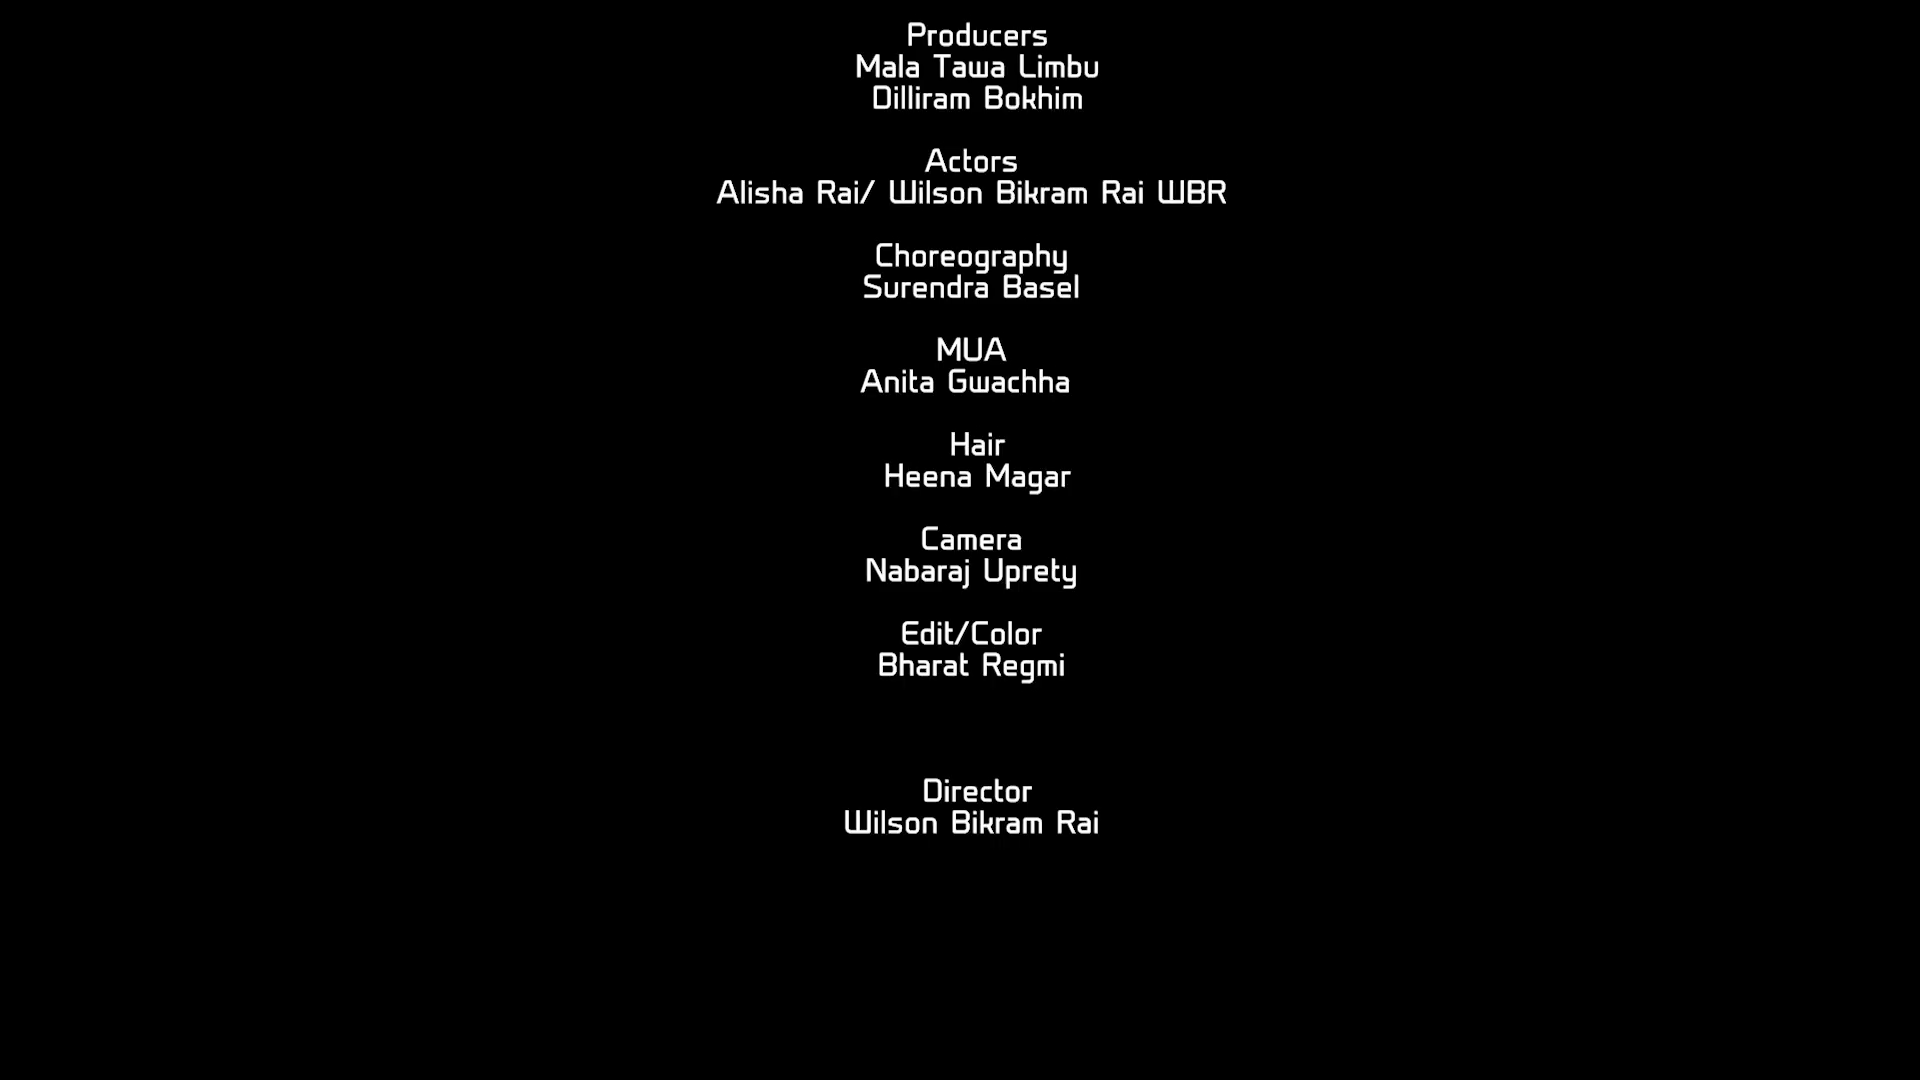 Producers
Mala Tawa Limbu
Dilliram Bokhim
Actors
Alisha Rai/ Wilson Bikram Rai WBR
Choreography
Surendra Basel
MUA
Anita Gwachha
Hair
Heena Magar
Camera
Nabaraj Uprety
Edit/Color
Bharat Regmi
Director
Wilson Bikram Rai